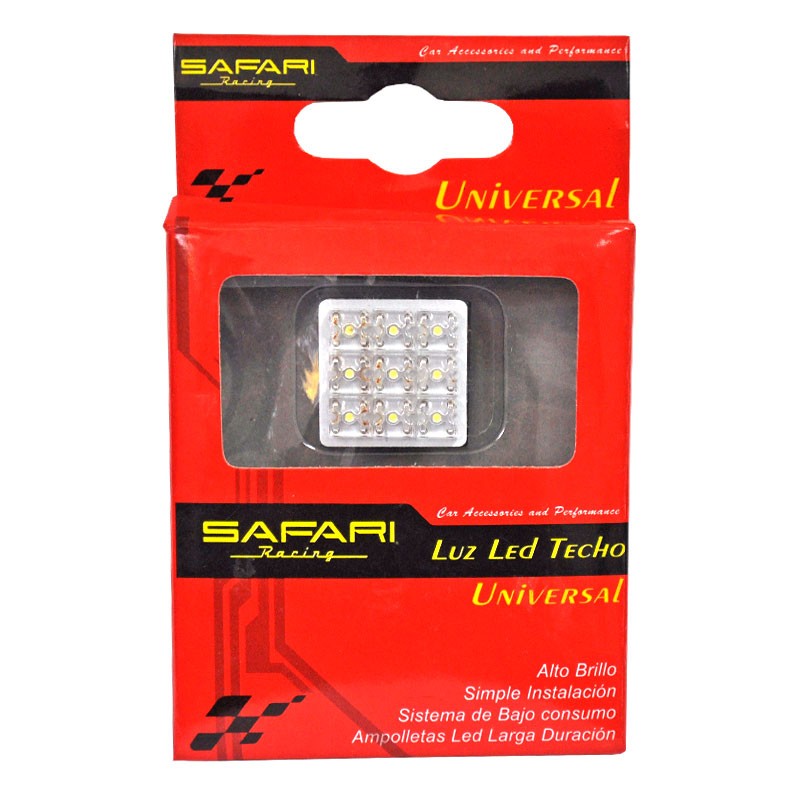 Car Accessories and Performance
SAFARI
Racing
UNiVERSAL
Car Accessories and Performance
SAFARI
Racing
LUZ LED TECHO
UNiVERSAL
Alto Brillo
Simple Instalación
Sistema de Bajo consumo
Ampolletas Led Larga Duración